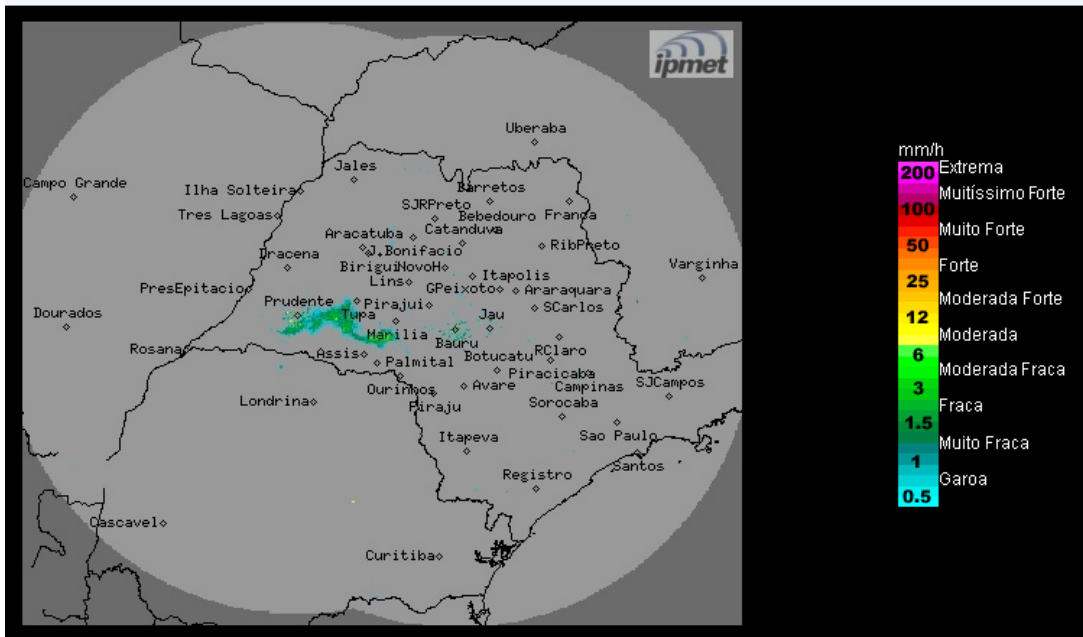 ipmet
Uberaba
Jales
Campo Grande
Ilha Solteira
Barretos
SJRPreto
Tres Lagoas
Bebedouro
Franca
Aracatuba
Catanduva
J.Bonifacio
RibPreto
Dracena
Birigui
NovoH
Itapolis
Varginha
Lins
PresEpitacio
GPeixoto
Araraquara
Prudente
Pirajui
SCarlos
Dourados
Tupa
Jau
Marilia
Bauru
Rosana
Assis
Palmital
Botucatu
RClaro
Piracicaba
Ourinhos
Avare
Campinas
SJCampos
Londrina
Piraju
Sorocaba
Itapeva
Sao Paulo
Santos
Registro
Cascavel
Curitiba
mm/h
200 Extrema
Muitíssimo Forte
100
Muito Forte
50
Forte
25
Moderada Forte
12
Moderada
6
Moderada Fraca
3
Fraca
1.5
Muito Fraca
1
Garoa
0.5